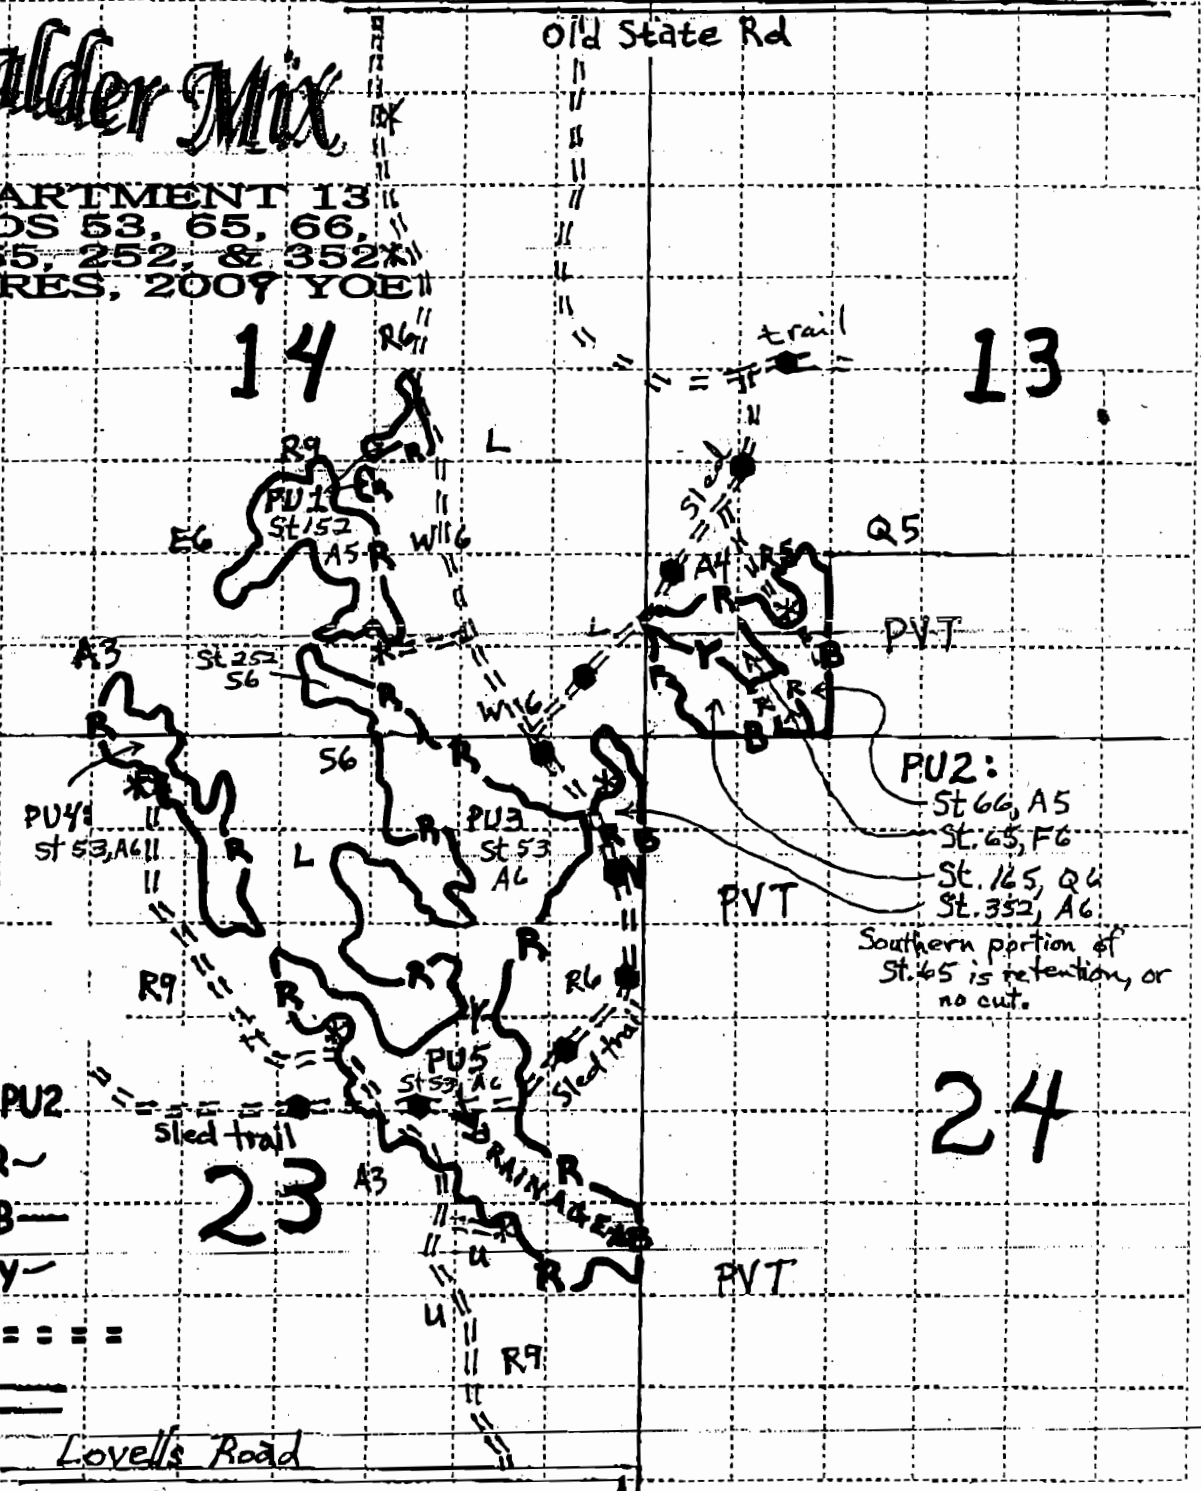 Old State Rd
alder Mix
ARTMENT 13
DS 53, 65, 66,
65, 252, & 352
RES, 2009 YOE
14
R6
trail
13
R9
G
R
L
PU1
St 152
A5
R
E6
W16
Sled
A4
R5
Q5
R
L
Y
PVT
B
R
B
A3
St 252
S6
R
W16
R
S6
PU2:
St 66, A5
St. 65, F6
St. 165, Q6
St. 352, A6
Southern portion of
St. 65 is retention, or
no cut.
R
PU4:
St 53, A6
R
L
R
PU3
St 53
A6
R
B
PVT
R9
R
R
R
R6
Sled trail
Y
PU5
St 53, A6
PU2
Sled trail
23
A3
24
DRAINAGE
R
R
U
U
PVT
B
Y
R9
Lovells Road